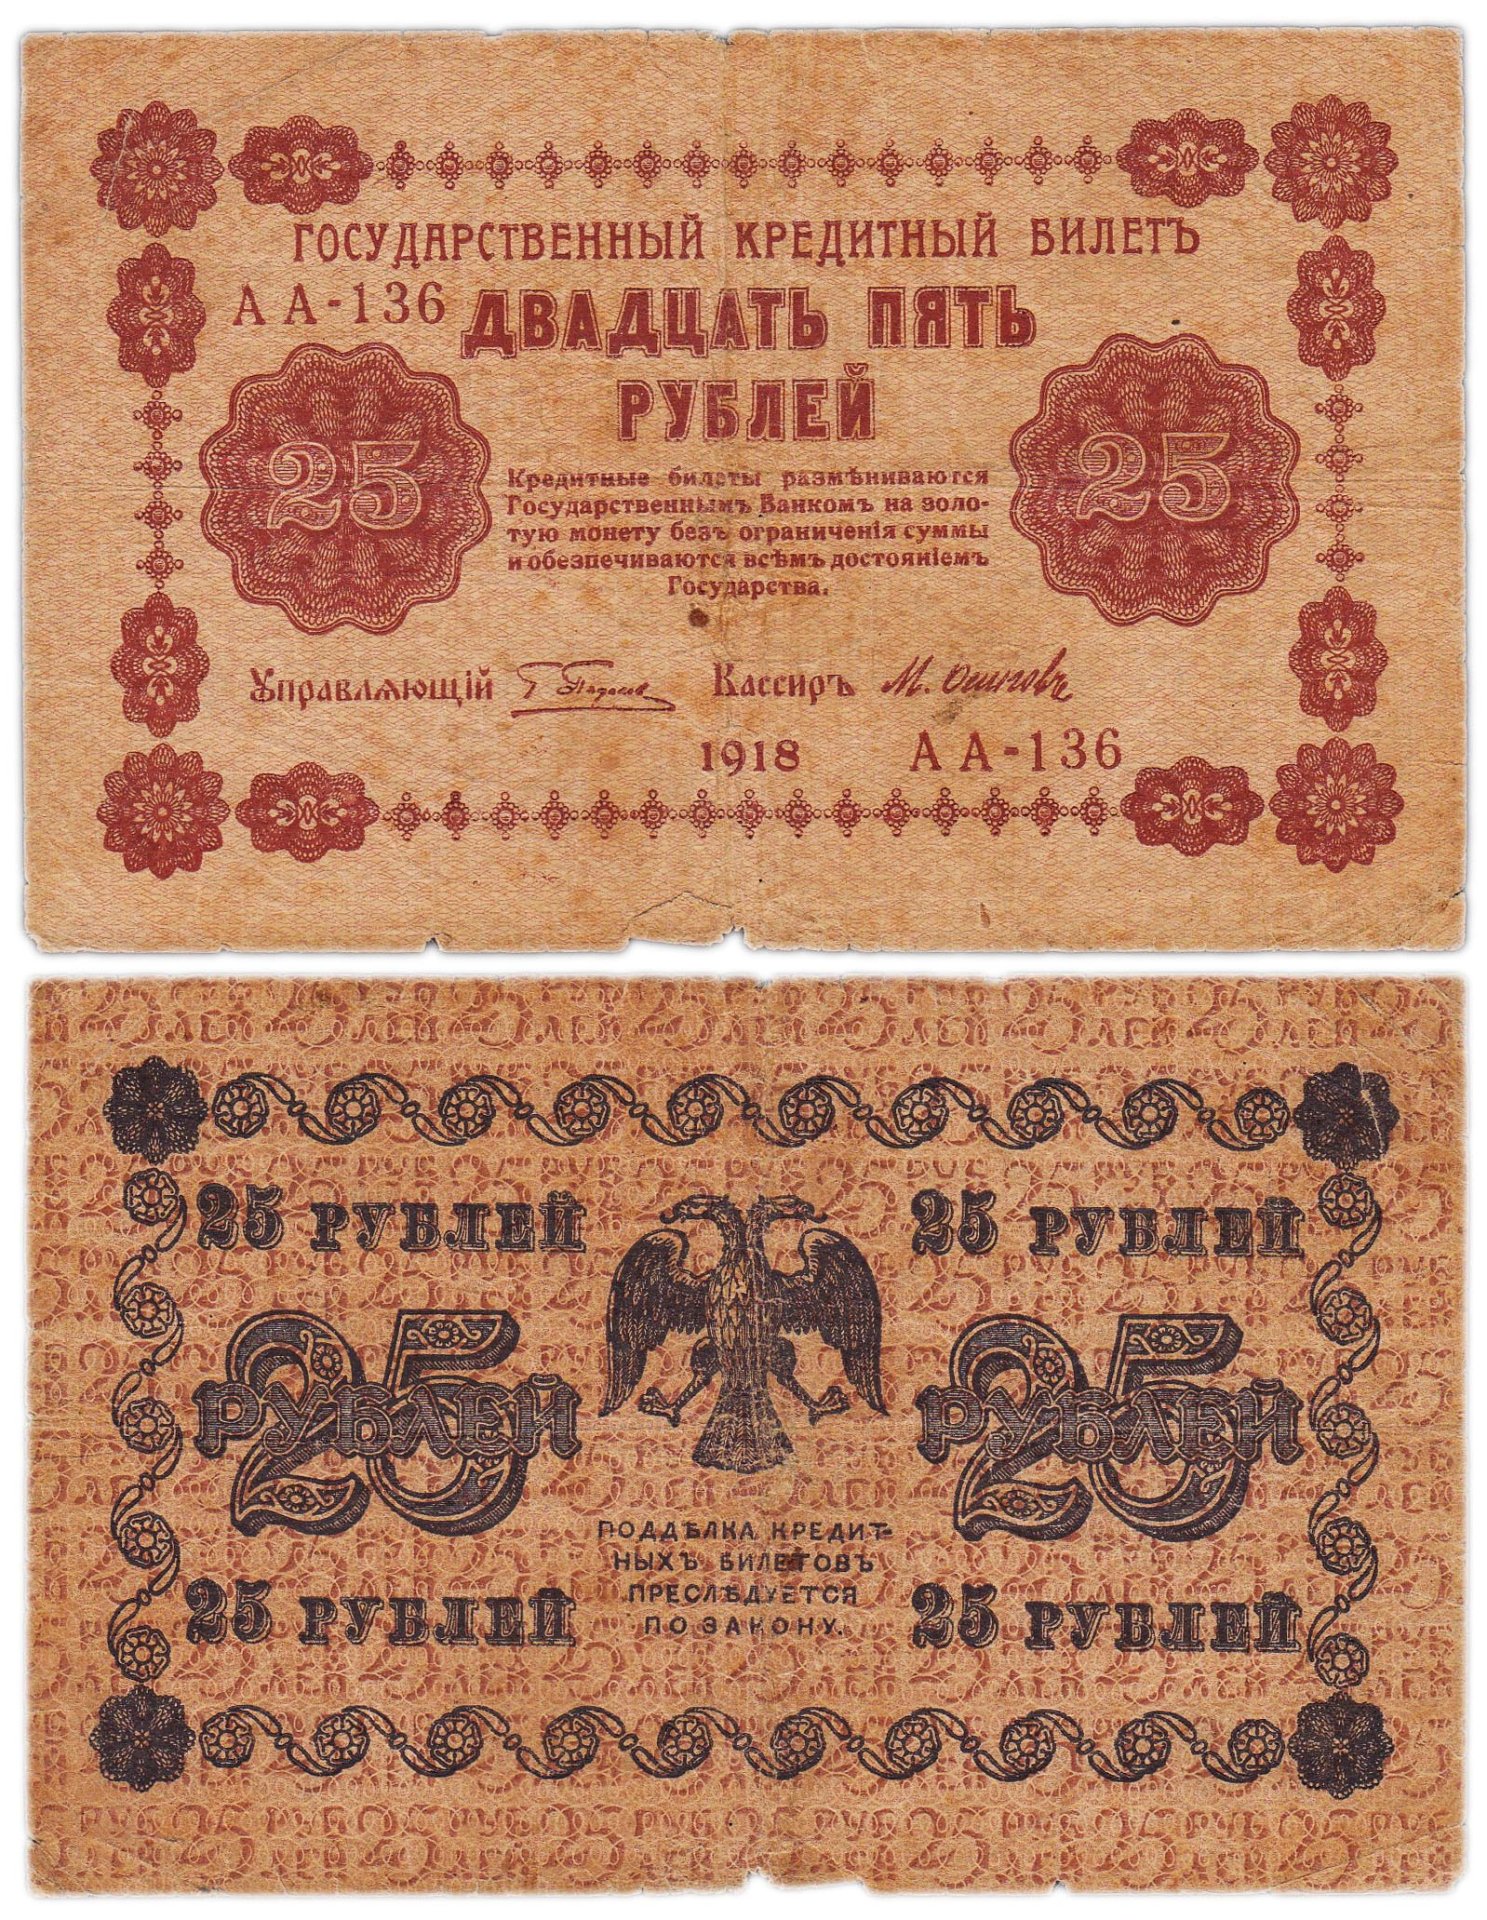 ГОСУДАРСТВЕННЫЙ КРЕДИТНЫЙ БИЛЕТЪ
АА-136
ДВАДЦАТЬ ПЯТЬ
РУБЛЕЙ
25
25
Кредитные билеты размѣниваются
Государственнымъ Банкомъ на золо-
тую монету безъ ограниченія суммы
и обезпечиваются всѣмъ достояніемъ
Государства.
Управляющій Кассиръ
1918 АА-136
25 РУБЛЕЙ 25 РУБЛЕЙ
25 РУБЛЕЙ 25 РУБЛЕЙ
ПОДДѢЛКА КРЕДИТ-
НЫХЪ БИЛЕТОВЪ
ПРЕСЛѢДУЕТСЯ
ПО ЗАКОНУ.
25 РУБЛЕЙ 25 РУБЛЕЙ